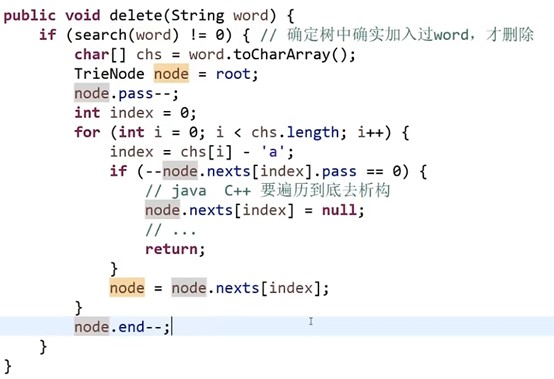 public void delete(String word) {
    if (search(word) != 0) { // 确定树中确实加入过word，才删除
        char[] chs = word.toCharArray();
        TrieNode node = root;
        node.pass--;
        int index = 0;
        for (int i = 0; i < chs.length; i++) {
            index = chs[i] - 'a';
            if (--node.nexts[index].pass == 0) {
                // java  C++ 要遍历到底去析构
                node.nexts[index] = null;
                // ...
                return;
            }
            node = node.nexts[index];
        }
        node.end--;
    }
}